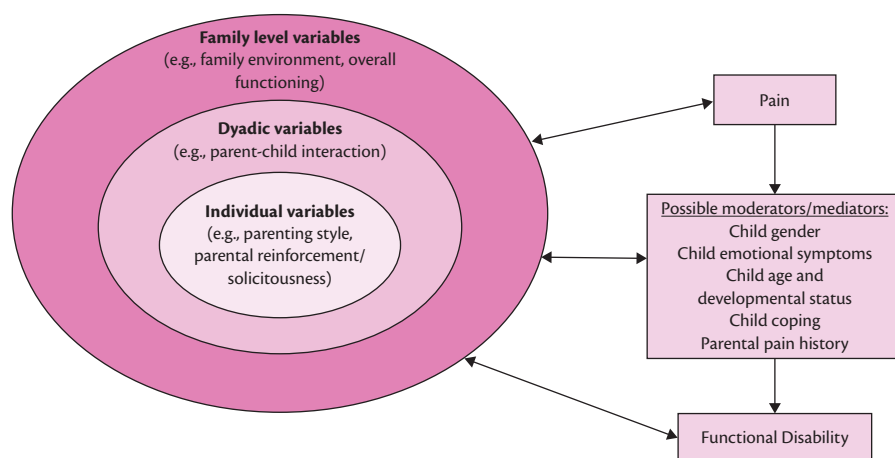 Family level variables
(e.g., family environment, overall
functioning)
Dyadic variables
(e.g., parent-child interaction)
Individual variables
(e.g., parenting style,
parental reinforcement/
solicitousness)
Pain
Possible moderators/mediators:
Child gender
Child emotional symptoms
Child age and
developmental status
Child coping
Parental pain history
Functional Disability